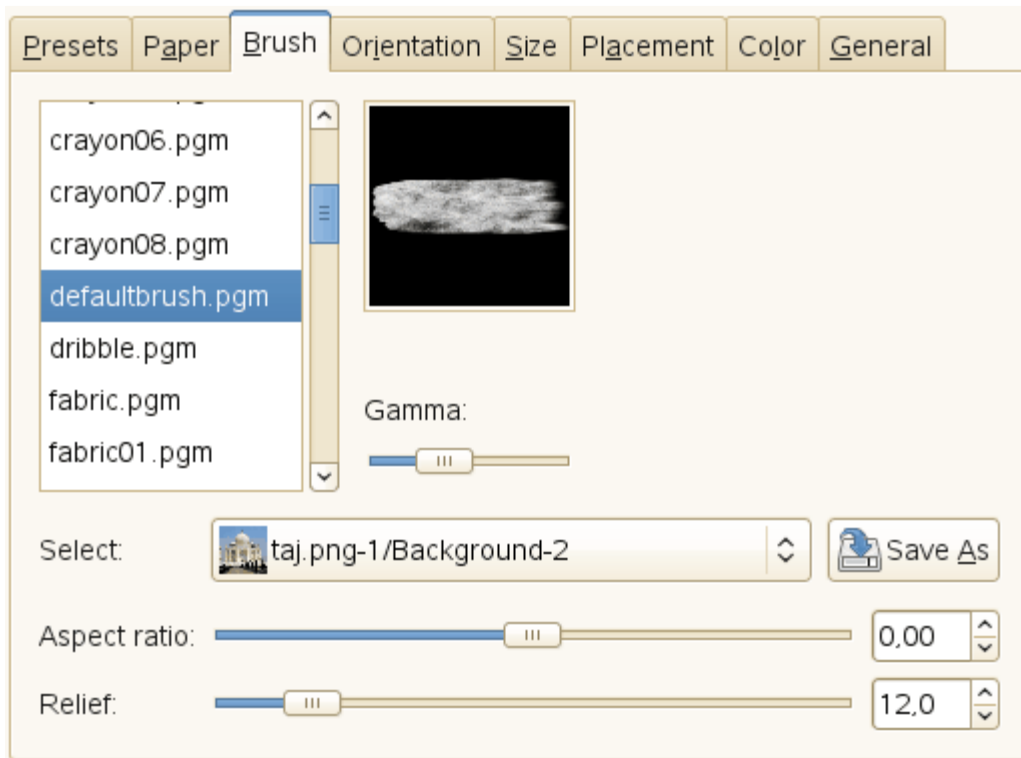 Presets Paper Brush Orientation Size Placement Color General
crayon06.pgm
crayon07.pgm
crayon08.pgm
defaultbrush.pgm
dribble.pgm
fabric.pgm
fabric01.pgm
Gamma:
Select: taj.png-1/Background-2 Save As
Aspect ratio: 0,00
Relief: 12,0